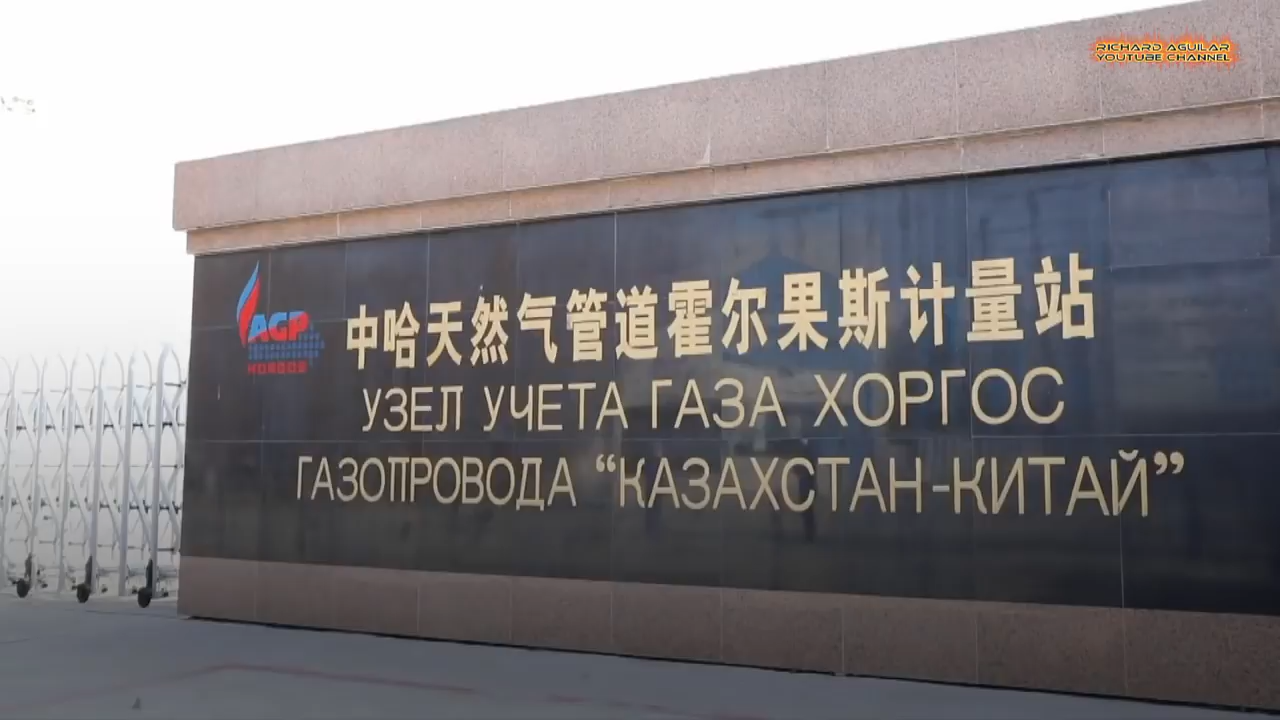 RICHARD AGUILAR
YOUTUBE CHANNEL
AGP
中哈天然气管道霍尔果斯计量站
УЗЕЛ УЧЕТА ГАЗА ХОРГОС
ГАЗОПРОВОДА “КАЗАХСТАН-КИТАЙ”